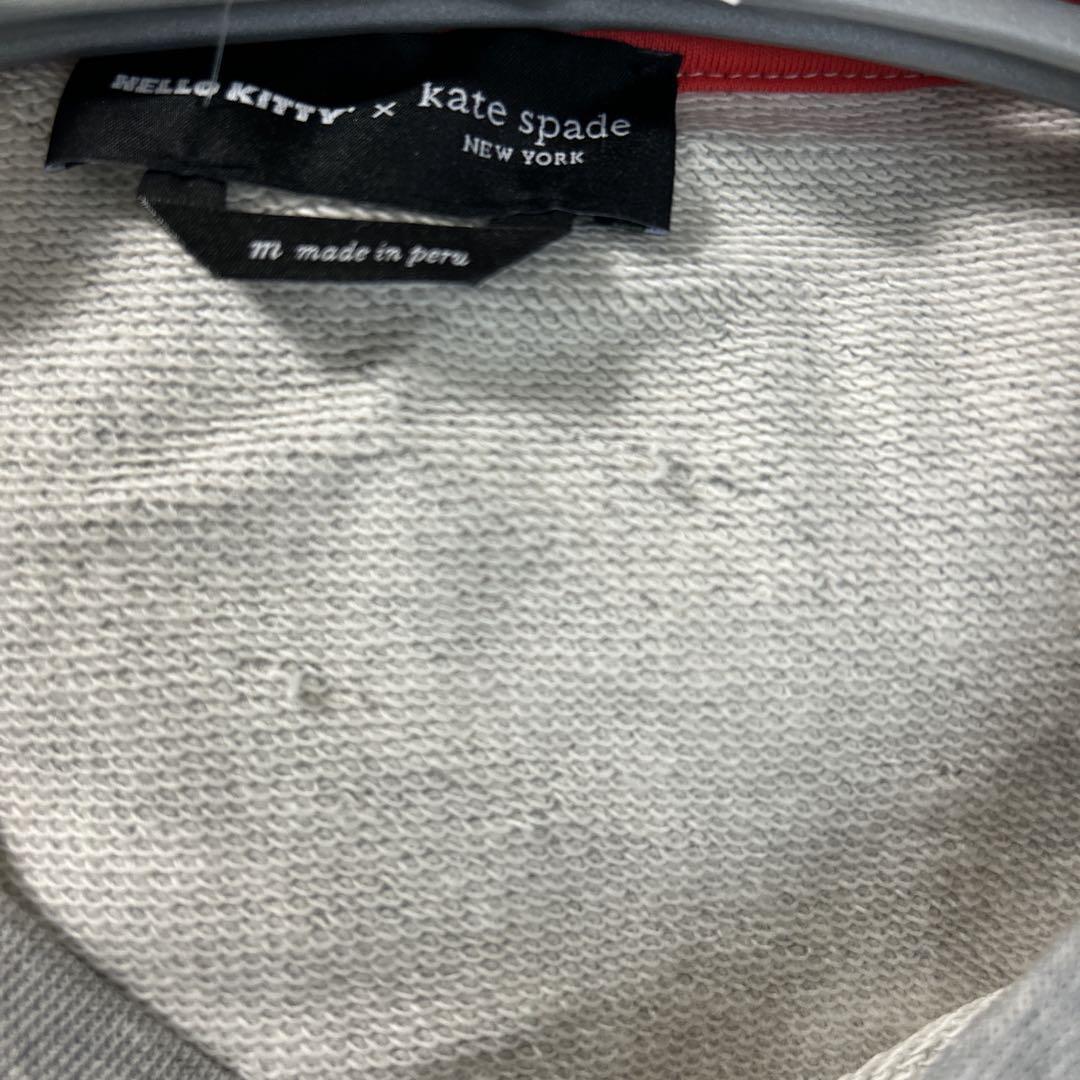 HELLO KITTY × kate spade
NEW YORK
m made in peru